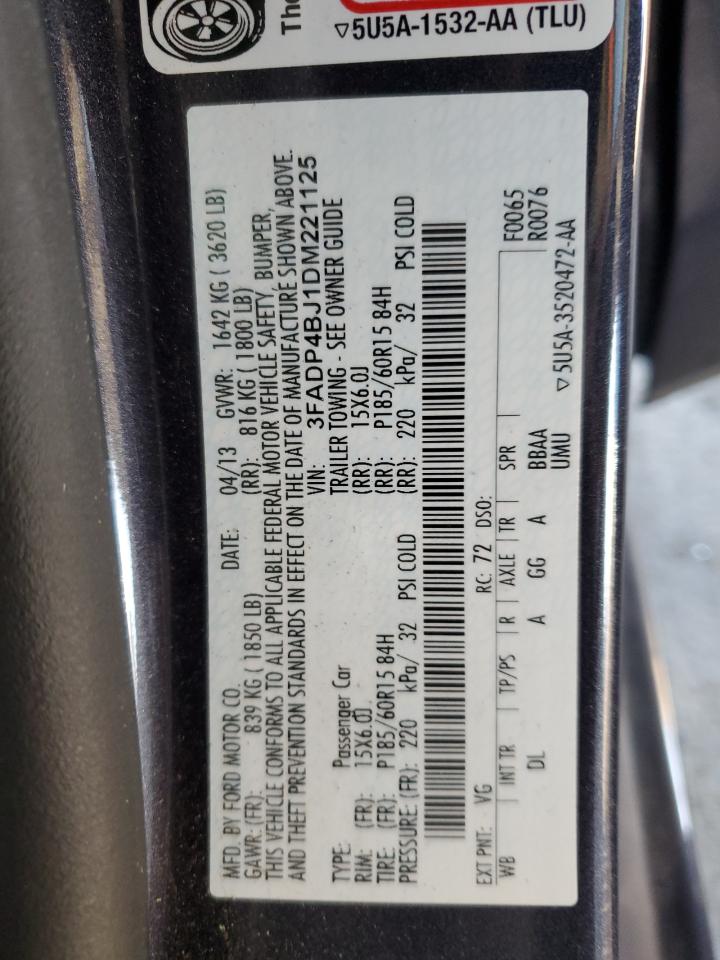 The
▽5U5A-1532-AA (TLU)
MFD. BY FORD MOTOR CO. DATE: 04/13 GVWR: 1642 KG ( 3620 LB)
GAWR: (FR): 839 KG ( 1850 LB) (RR): 816 KG ( 1800 LB)
THIS VEHICLE CONFORMS TO ALL APPLICABLE FEDERAL MOTOR VEHICLE SAFETY, BUMPER,
AND THEFT PREVENTION STANDARDS IN EFFECT ON THE DATE OF MANUFACTURE SHOWN ABOVE.
VIN: 3FADP4BJ1DM221125
TYPE: Passenger Car TRAILER TOWING - SEE OWNER GUIDE
RIM: (FR): 15X6.0J (RR): 15X6.0J
TIRE: (FR): P185/60R15 84H (RR): P185/60R15 84H
PRESSURE: (FR): 220 kPa/ 32 PSI COLD (RR): 220 kPa/ 32 PSI COLD
EXT PNT: VG RC: 72 DSO:
WB INT TR TP/PS R AXLE TR SPR F0065
DL A GG A BBAA R0076
UMU
▽5U5A-3520472-AA